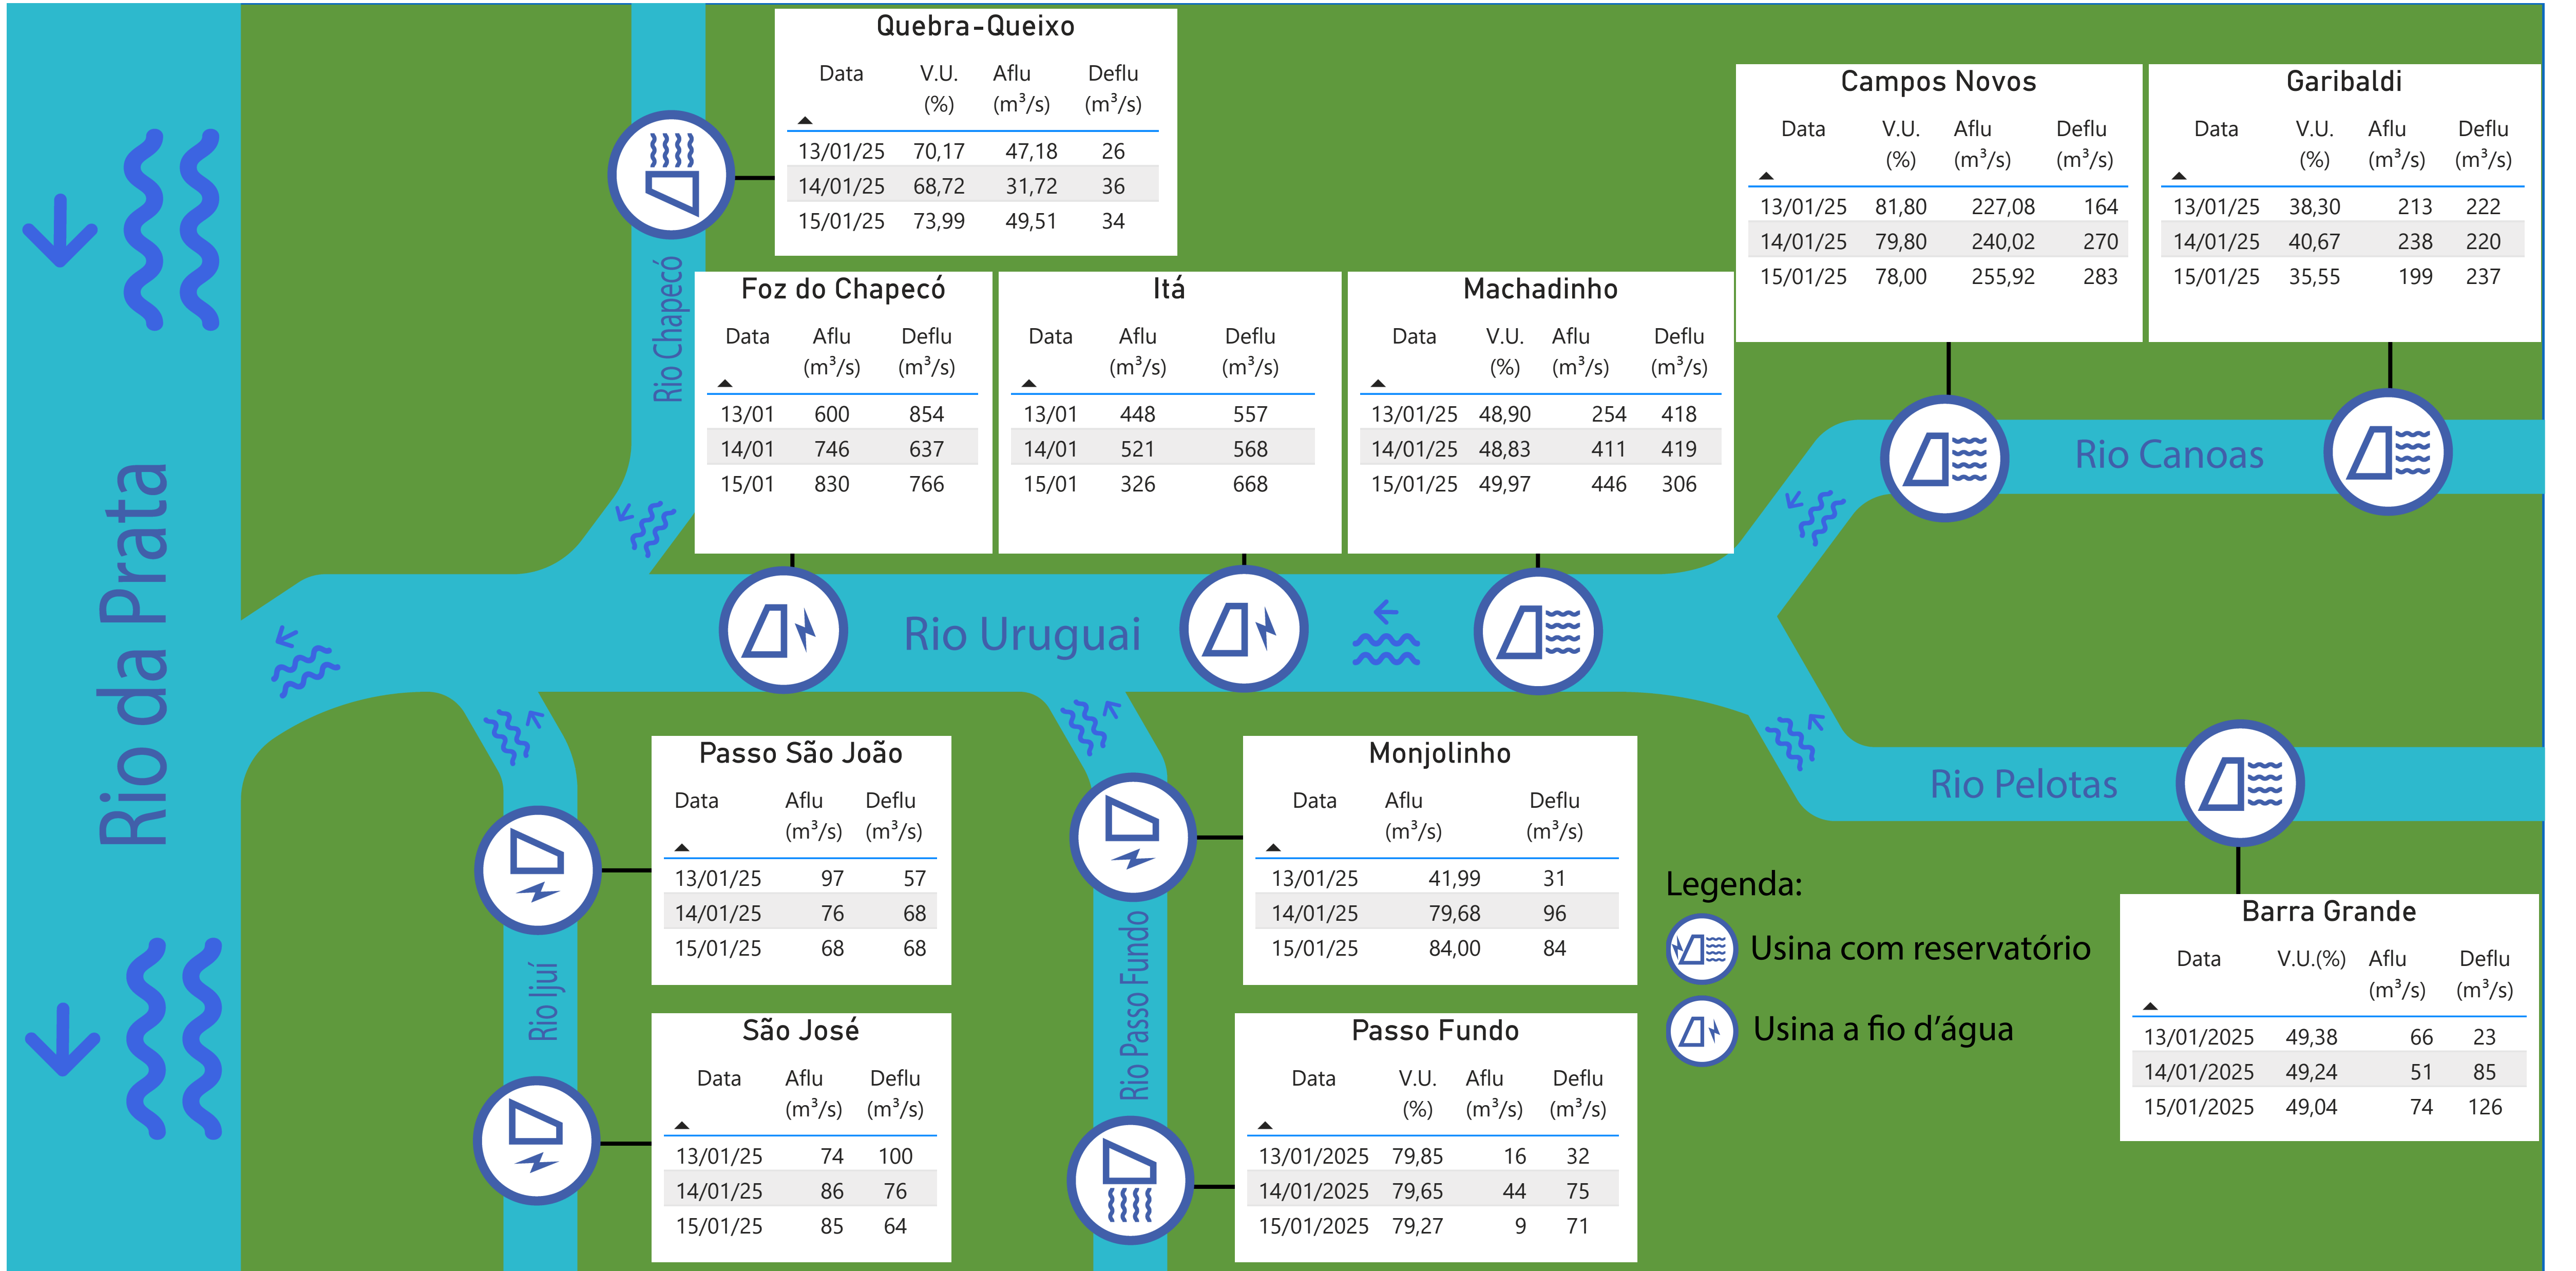 Quebra-Queixo
Data V.U. (%) Aflu (m³/s) Deflu (m³/s)
13/01/25 70,17 47,18 26
14/01/25 68,72 31,72 36
15/01/25 73,99 49,51 34
Campos Novos
Data V.U. (%) Aflu (m³/s) Deflu (m³/s)
13/01/25 81,80 227,08 164
14/01/25 79,80 240,02 270
15/01/25 78,00 255,92 283
Garibaldi
Data V.U. (%) Aflu (m³/s) Deflu (m³/s)
13/01/25 38,30 213 222
14/01/25 40,67 238 220
15/01/25 35,55 199 237
Rio Chapecó
Foz do Chapecó
Data Aflu (m³/s) Deflu (m³/s)
13/01 600 854
14/01 746 637
15/01 830 766
Itá
Data Aflu (m³/s) Deflu (m³/s)
13/01 448 557
14/01 521 568
15/01 326 668
Machadinho
Data V.U. (%) Aflu (m³/s) Deflu (m³/s)
13/01/25 48,90 254 418
14/01/25 48,83 411 419
15/01/25 49,97 446 306
Rio Canoas
Rio da Prata
Rio Uruguai
Rio Pelotas
Passo São João
Data Aflu (m³/s) Deflu (m³/s)
13/01/25 97 57
14/01/25 76 68
15/01/25 68 68
Monjolinho
Data Aflu (m³/s) Deflu (m³/s)
13/01/25 41,99 31
14/01/25 79,68 96
15/01/25 84,00 84
Legenda:
Usina com reservatório
Usina a fio d’água
Barra Grande
Data V.U.(%) Aflu (m³/s) Deflu (m³/s)
13/01/2025 49,38 66 23
14/01/2025 49,24 51 85
15/01/2025 49,04 74 126
Rio Ijuí
São José
Data Aflu (m³/s) Deflu (m³/s)
13/01/25 74 100
14/01/25 86 76
15/01/25 85 64
Rio Passo Fundo
Passo Fundo
Data V.U. (%) Aflu (m³/s) Deflu (m³/s)
13/01/2025 79,85 16 32
14/01/2025 79,65 44 75
15/01/2025 79,27 9 71